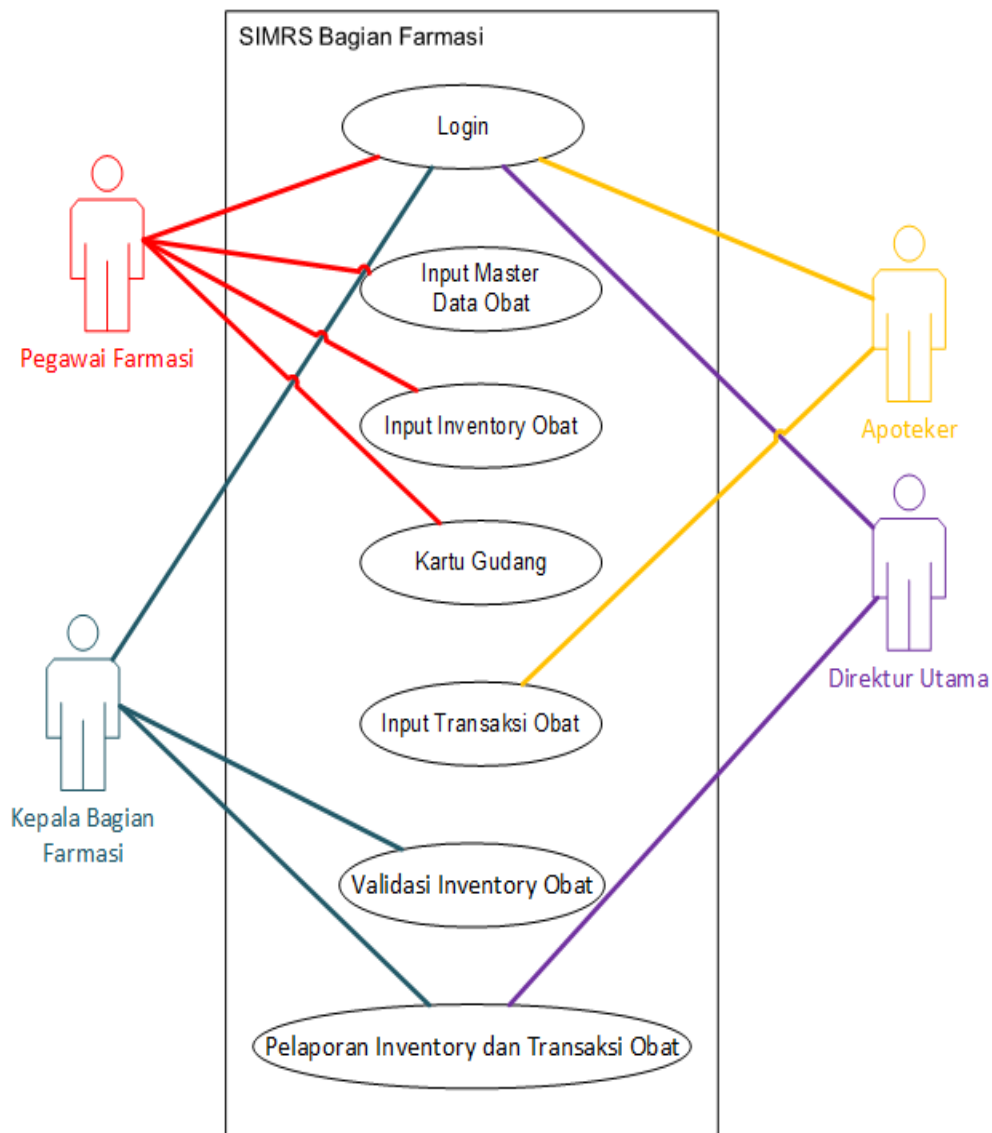 SIMRS Bagian Farmasi
Login
Pegawai Farmasi
Input Master
Data Obat
Input Inventory Obat
Apoteker
Kartu Gudang
Direktur Utama
Input Transaksi Obat
Kepala Bagian
Farmasi
Validasi Inventory Obat
Pelaporan Inventory dan Transaksi Obat